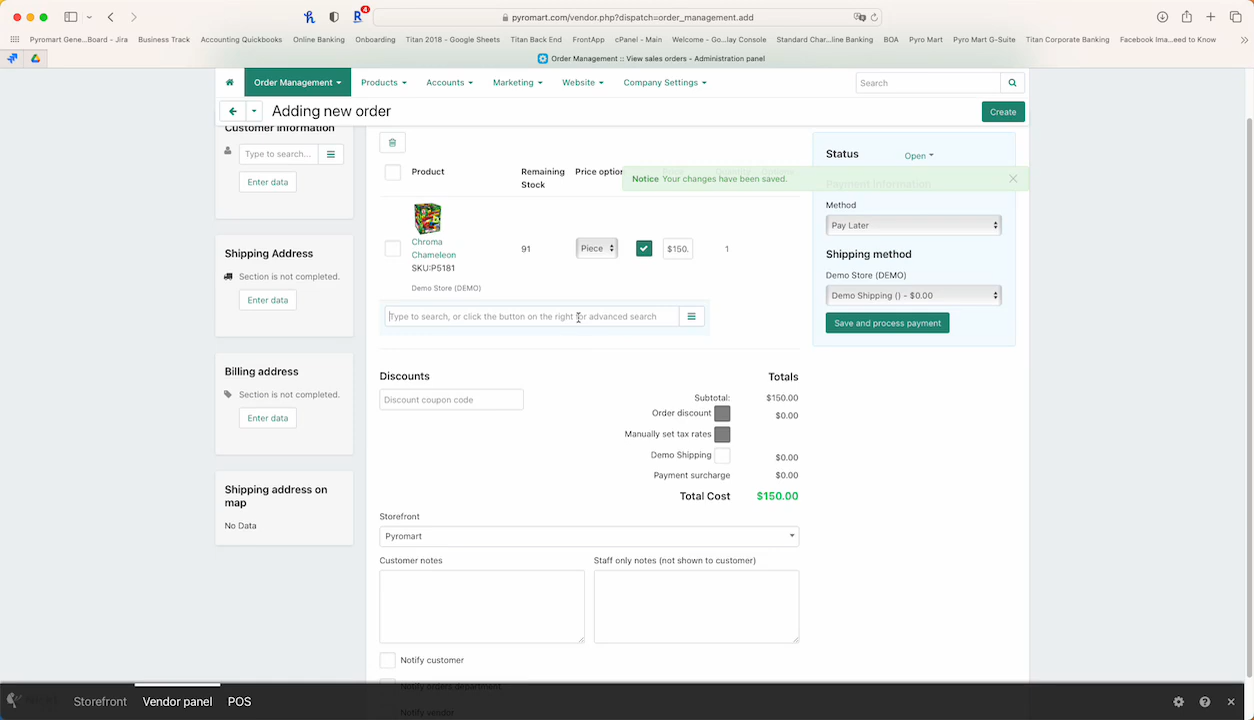 4
pyromart.com/vendor.php?dispatch=order_management.add
Pyromart Gene...Board - Jira Business Track Accounting Quickbooks Online Banking Onboarding Titan 2018 - Google Sheets Titan Back End FrontApp cPanel - Main Welcome - Go...lay Console Standard Char...line Banking BOA Pyro Mart Pyro Mart G-Suite Titan Corporate Banking Facebook Ima...eed to Know
Order Management :: View sales orders - Administration panel
Order Management Products Accounts Marketing Website Company Settings Search
Adding new order Create
Customer information
Type to search...
Enter data
Shipping Address
Section is not completed.
Enter data
Billing address
Section is not completed.
Enter data
Shipping address on
map
No Data
Product Remaining Price option
Stock
Notice Your changes have been saved.
Chroma
Chameleon
SKU:P5181
Demo Store (DEMO)
91 Piece $150. 1
Type to search, or click the button on the right for advanced search
Discounts
Discount coupon code
Totals
Subtotal: $150.00
Order discount $0.00
Manually set tax rates
Demo Shipping $0.00
Payment surcharge $0.00
Total Cost $150.00
Storefront
Pyromart
Customer notes Staff only notes (not shown to customer)
Notify customer
Notify orders department
Notify vendor
Status Open
Payment information
Method
Pay Later
Shipping method
Demo Store (DEMO)
Demo Shipping () - $0.00
Save and process payment
Storefront Vendor panel POS